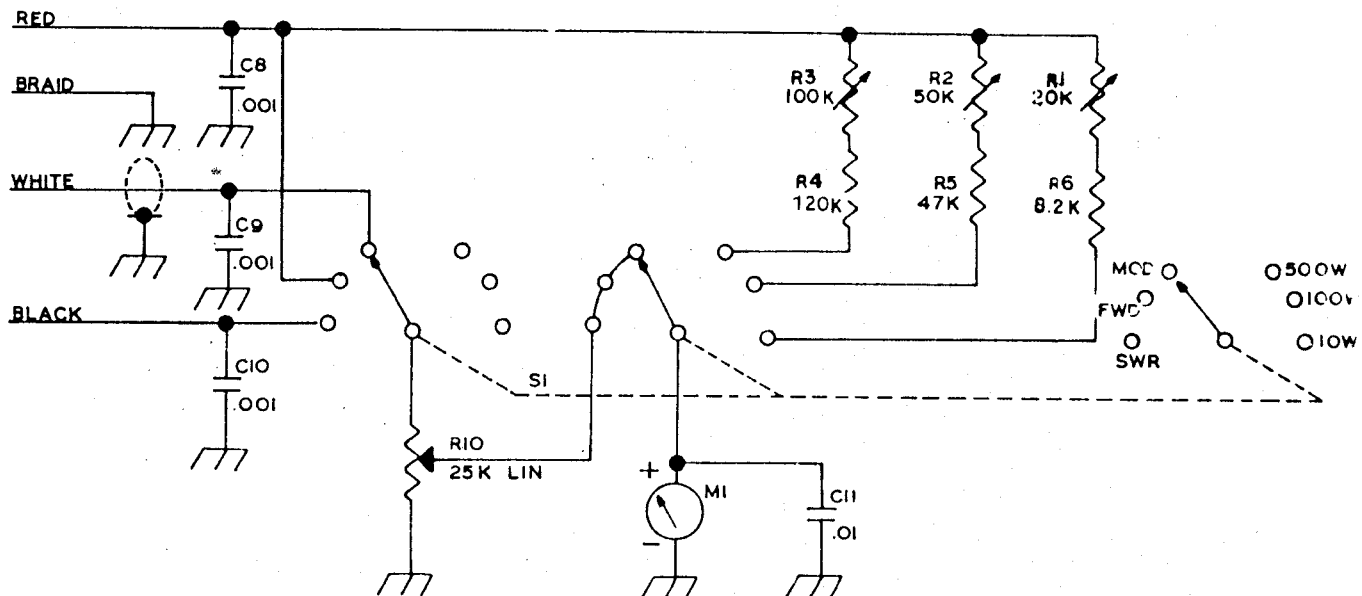 RED
C8
.001
BRAID
WHITE
*
C9
.001
BLACK
C10
.001
R3
100K
R2
50K
R1
20K
R4
120K
R5
47K
R6
8.2K
MOD
FWD
SWR
500W
100W
10W
S1
R10
25K LIN
+
M1
-
C11
.01